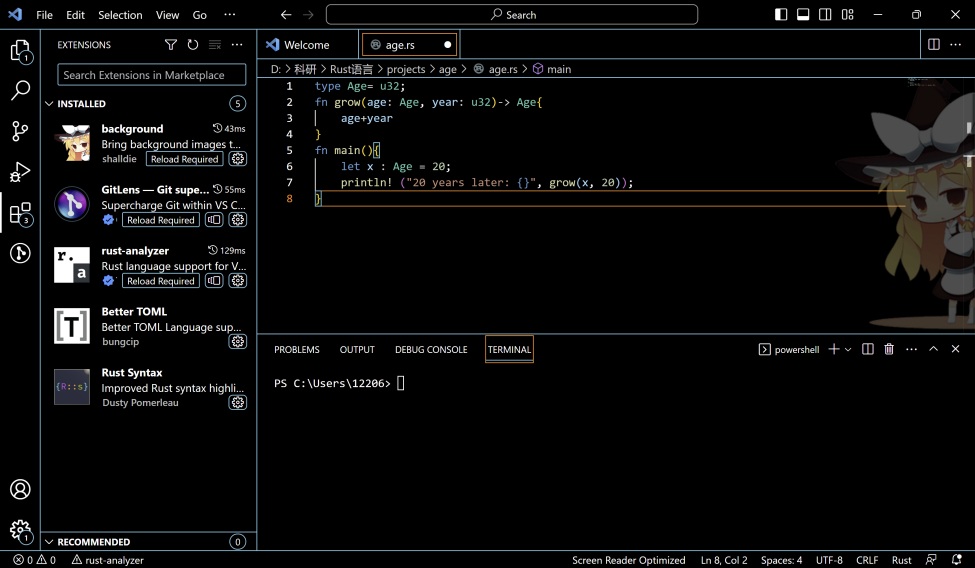 File Edit Selection View Go ···
Search
EXTENSIONS
Search Extensions in Marketplace
INSTALLED 5
background 43ms
Bring background images t...
shalldie Reload Required
GitLens — Git supe... 55ms
Supercharge Git within VS C...
Reload Required
rust-analyzer 129ms
Rust language support for V...
Reload Required
Better TOML
Better TOML Language sup...
bungcip
Rust Syntax
Improved Rust syntax highli...
Dusty Pomerleau
RECOMMENDED 0
1
3
1
r.a
[T]
{R::s}
Welcome age.rs
D: > 科研 > Rust语言 > projects > age > age.rs > main
1 type Age= u32;
2 fn grow(age: Age, year: u32)-> Age{
3 age+year
4 }
5 fn main(){
6 let x : Age = 20;
7 println! ("20 years later: {}", grow(x, 20));
8 }
PROBLEMS OUTPUT DEBUG CONSOLE TERMINAL powershell
PS C:\Users\12206>
0 0 rust-analyzer Screen Reader Optimized Ln 8, Col 2 Spaces: 4 UTF-8 CRLF Rust